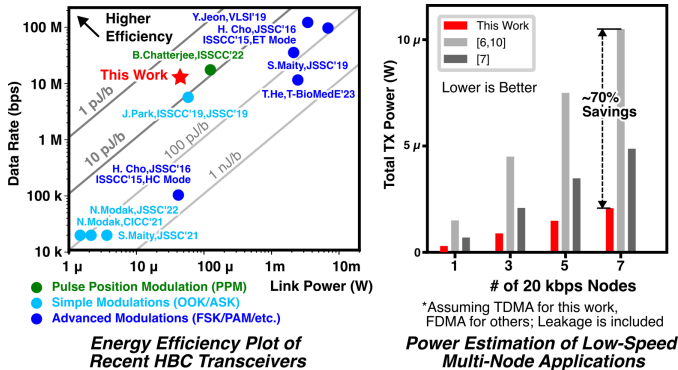 100 M
10 M
1 M
100 k
10 k
Data Rate (bps)
Higher
Efficiency
Y.Jeon,VLSI'19
H. Cho,JSSC'16
ISSCC'15,ET Mode
B.Chatterjee,ISSCC'22
This Work
S.Maity,JSSC'19
T.He,T-BioMedE'23
J.Park,ISSCC'19,JSSC'19
1 pJ/b
10 pJ/b
100 pJ/b
1 nJ/b
H. Cho,JSSC'16
ISSCC'15,HC Mode
N.Modak,JSSC'22
N.Modak,CICC'21
S.Maity,JSSC'21
1 µ
10 µ
100 µ
1m
10m
Link Power (W)
Pulse Position Modulation (PPM)
Simple Modulations (OOK/ASK)
Advanced Modulations (FSK/PAM/etc.)
Energy Efficiency Plot of
Recent HBC Transceivers
Total TX Power (W)
10 µ
5 µ
This Work
[6,10]
[7]
Lower is Better
~70%
Savings
1
3
5
7
# of 20 kbps Nodes
*Assuming TDMA for this work,
FDMA for others; Leakage is included
Power Estimation of Low-Speed
Multi-Node Applications